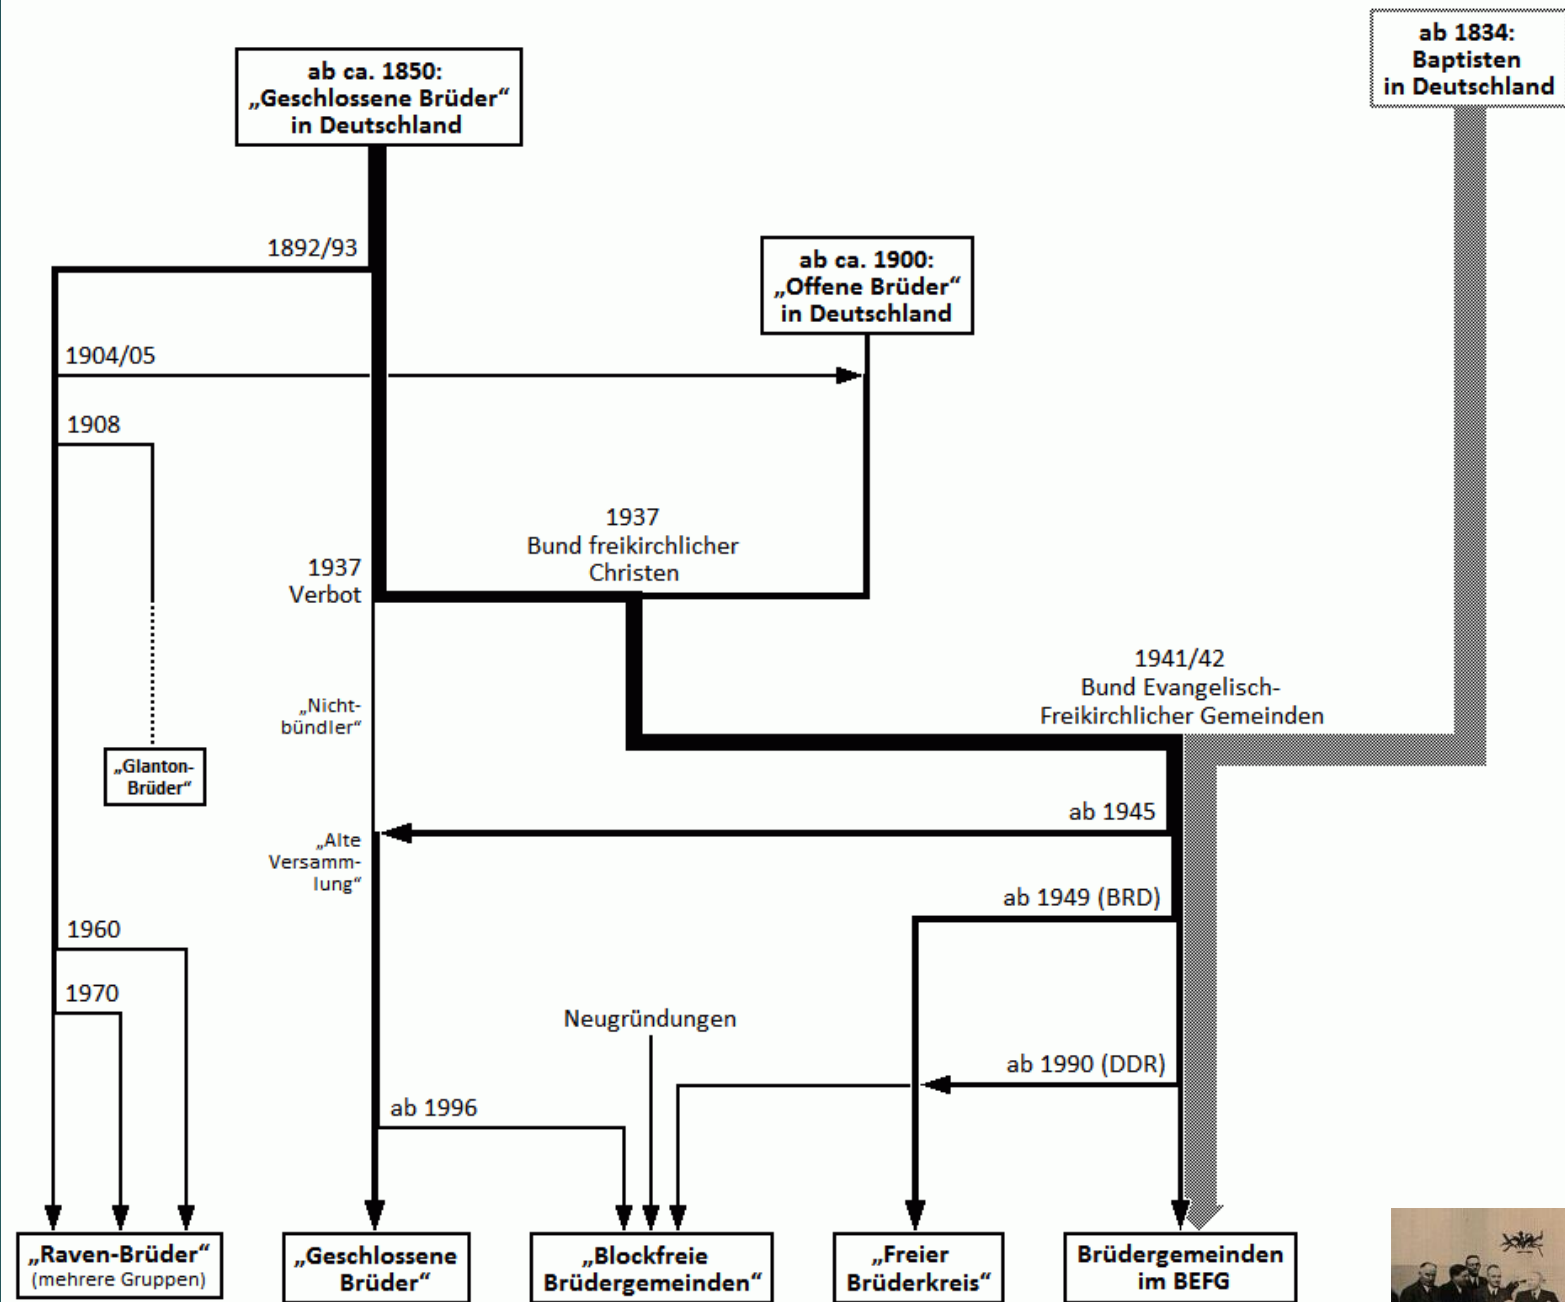 ab 1834:
Baptisten
in Deutschland
ab ca. 1850:
„Geschlossene Brüder“
in Deutschland
1892/93
ab ca. 1900:
„Offene Brüder“
in Deutschland
1904/05
1908
1937
Bund freikirchlicher
Christen
1937
Verbot
1941/42
Bund Evangelisch-
Freikirchlicher Gemeinden
„Nicht-
bündler“
„Glanton-
Brüder“
ab 1945
„Alte
Versamm-
lung“
ab 1949 (BRD)
1960
1970
Neugründungen
ab 1990 (DDR)
ab 1996
„Raven-Brüder“
(mehrere Gruppen)
„Geschlossene
Brüder“
„Blockfreie
Brüdergemeinden“
„Freier
Brüderkreis“
Brüdergemeinden
im BEFG